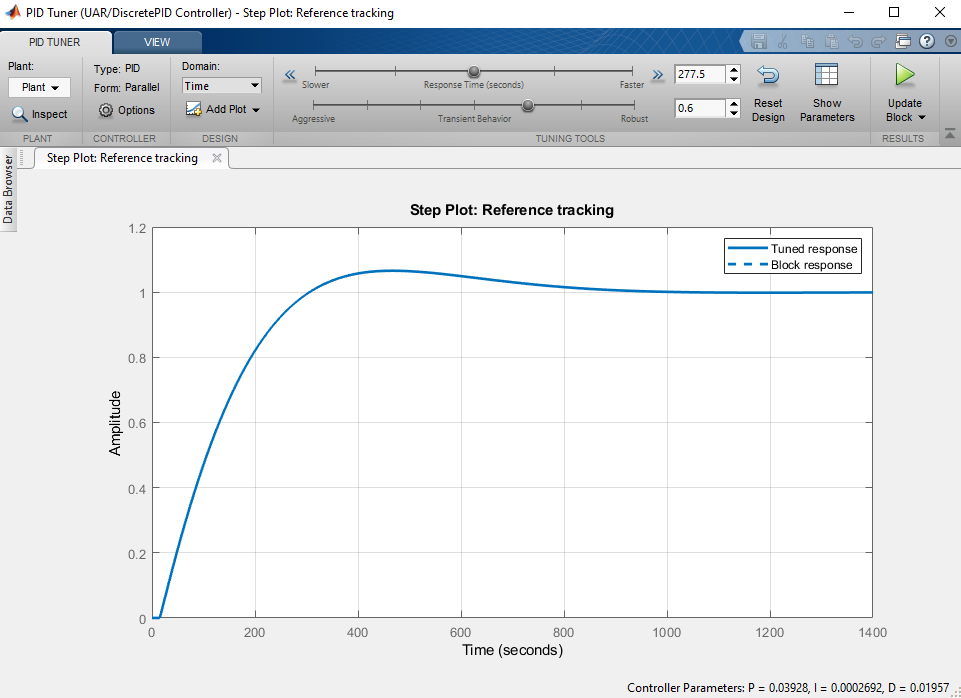 PID Tuner (UAR/DiscretePID Controller) - Step Plot: Reference tracking
PID TUNER VIEW
Plant:
Plant
Inspect
PLANT
Type: PID
Form: Parallel
Options
CONTROLLER
Domain:
Time
Add Plot
DESIGN
Slower Response Time (seconds) Faster
277.5
Aggressive Transient Behavior Robust
0.6
Reset
Design
Show
Parameters
TUNING TOOLS
Update
Block
RESULTS
Data Browser
Step Plot: Reference tracking
Step Plot: Reference tracking
Tuned response
Block response
Amplitude
1.2
1
0.8
0.6
0.4
0.2
0
0 200 400 600 800 1000 1200 1400
Time (seconds)
Controller Parameters: P = 0.03928, I = 0.0002692, D = 0.01957